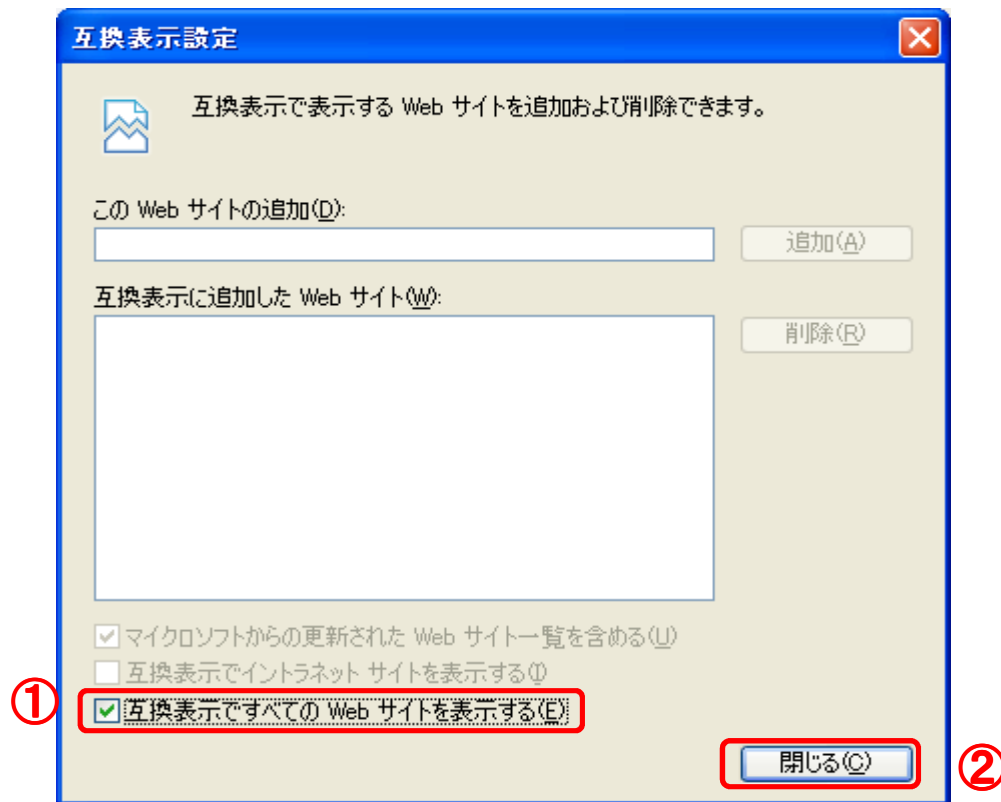 互換表示設定
互換表示で表示する Web サイトを追加および削除できます。
この Web サイトの追加(D):
追加(A)
互換表示に追加した Web サイト(W):
削除(R)
マイクロソフトからの更新された Web サイト一覧を含める(U)
互換表示でイントラネット サイトを表示する(I)
① 互換表示ですべての Web サイトを表示する(E)
閉じる(C) ②